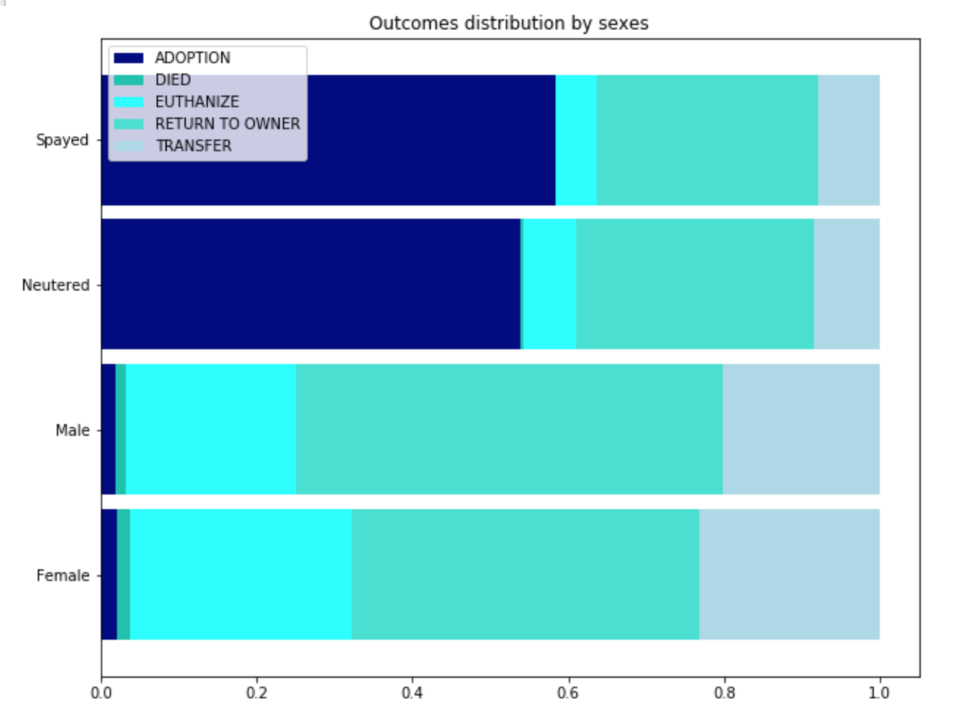 Outcomes distribution by sexes
ADOPTION
DIED
EUTHANIZE
RETURN TO OWNER
TRANSFER
Spayed
Neutered
Male
Female
0.0 0.2 0.4 0.6 0.8 1.0